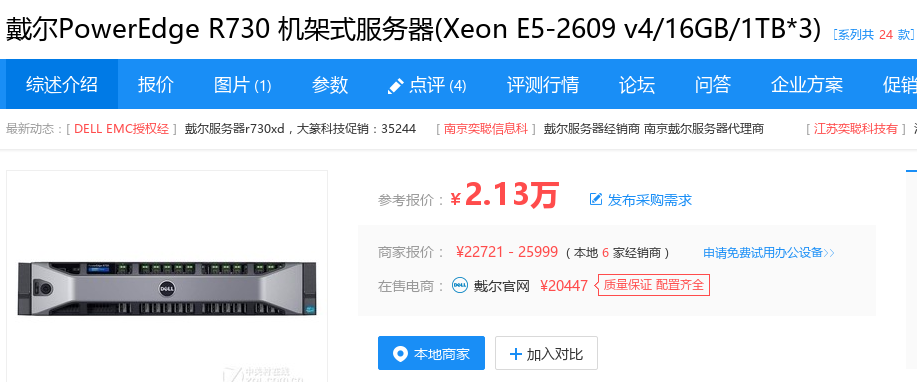 戴尔PowerEdge R730 机架式服务器(Xeon E5-2609 v4/16GB/1TB*3) [系列共 24 款]
综述介绍 报价 图片 (1) 参数 点评 (4) 评测行情 论坛 问答 企业方案 促销
最新动态：[ DELL EMC授权经 ] 戴尔服务器r730xd，大篆科技促销：35244 [ 南京奕聪信息科 ] 戴尔服务器经销商 南京戴尔服务器代理商 [ 江苏奕聪科技有 ]
参考报价：￥2.13万 发布采购需求
商家报价： ￥22721 - 25999 ( 本地 6 家经销商 ) 申请免费试用办公设备>>
在售电商： DELL 戴尔官网 ￥20447 质量保证 配置齐全
DELL
本地商家 + 加入对比